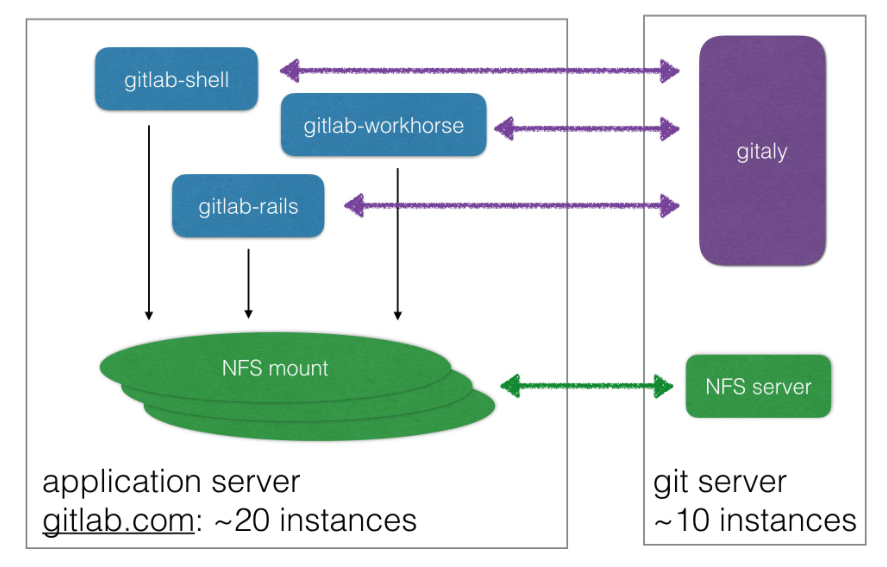 gitlab-shell
gitlab-workhorse
gitlab-rails
NFS mount
application server
gitlab.com: ~20 instances
gitaly
NFS server
git server
~10 instances